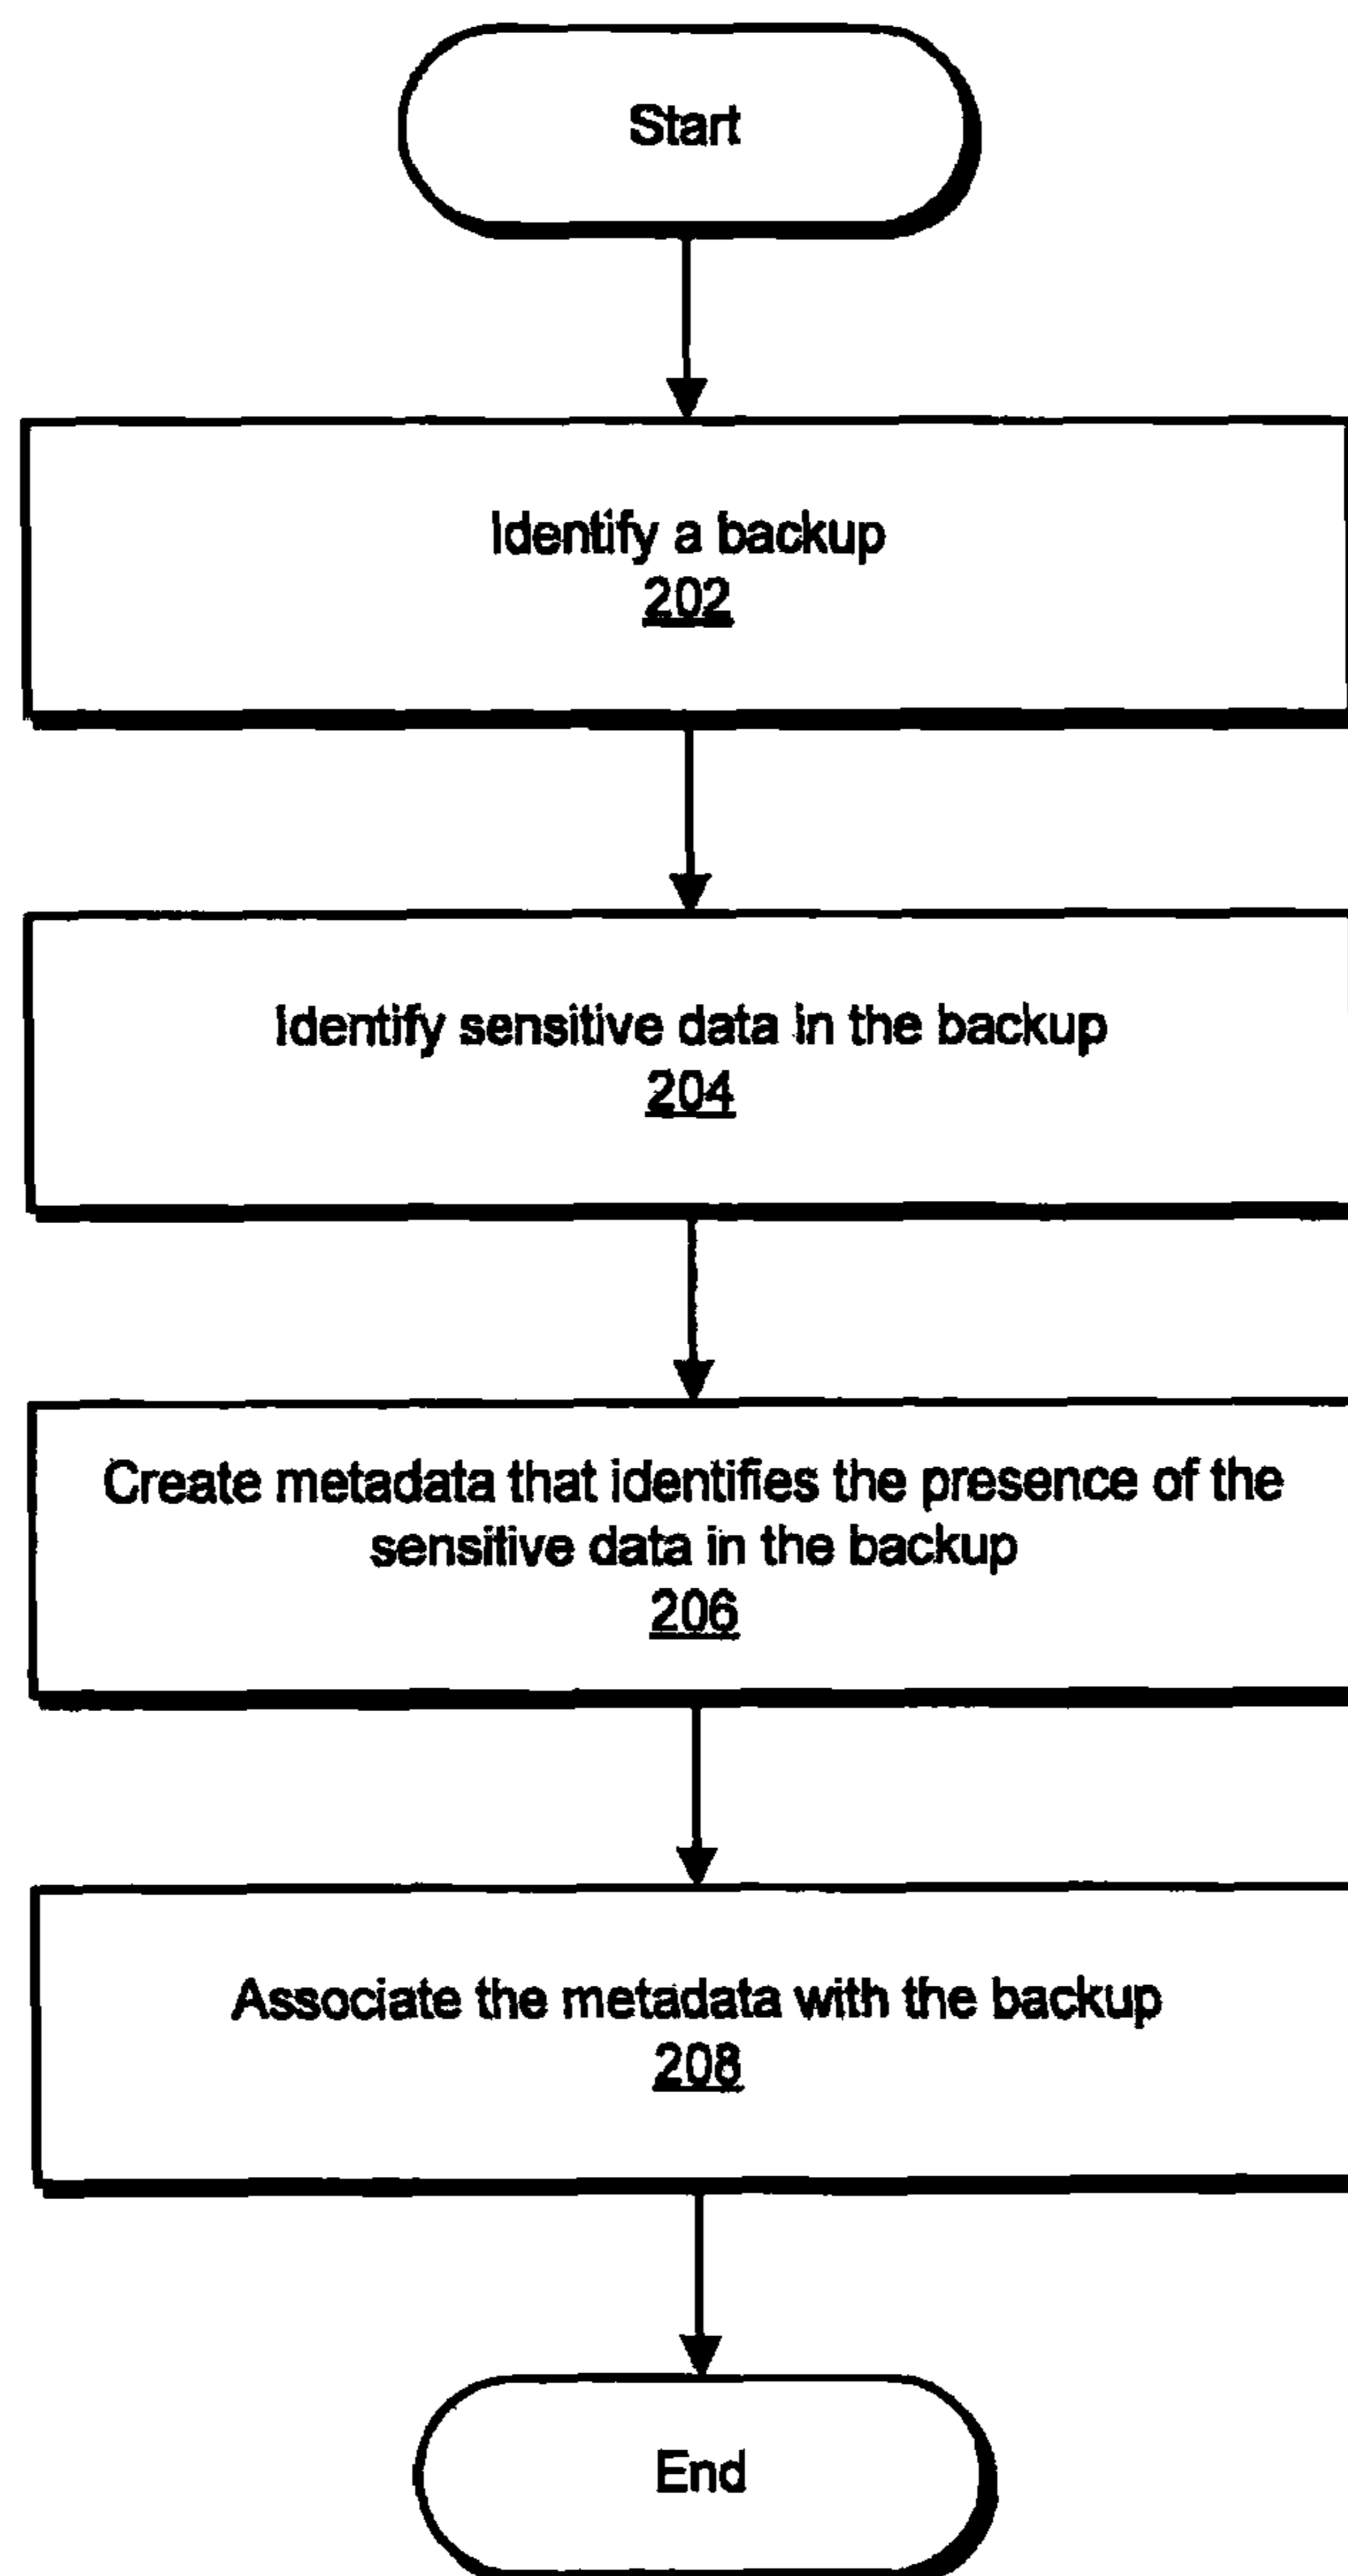 Start
Identify a backup
202
Identify sensitive data in the backup
204
Create metadata that identifies the presence of the
sensitive data in the backup
206
Associate the metadata with the backup
208
End